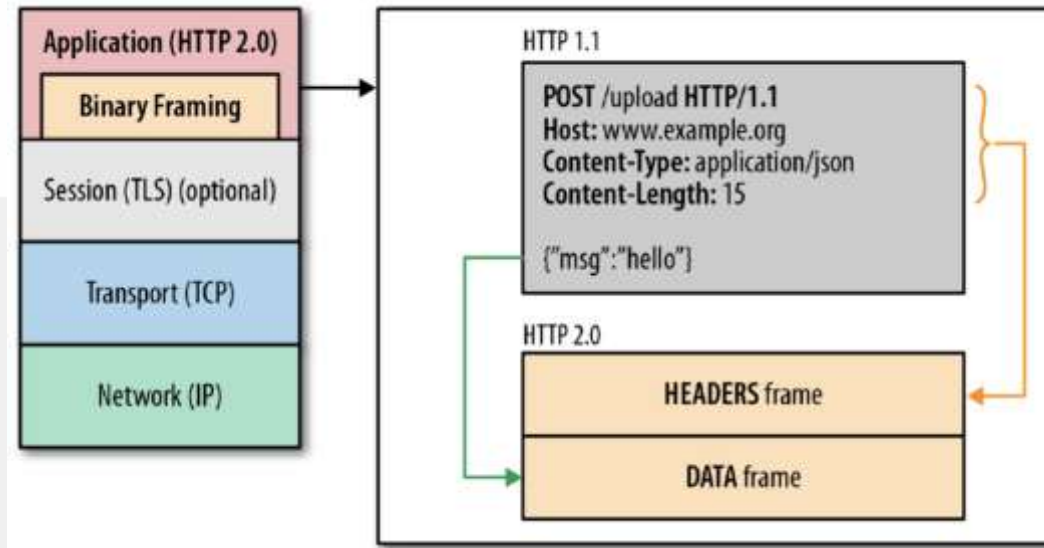 Application (HTTP 2.0)
Binary Framing
Session (TLS) (optional)
Transport (TCP)
Network (IP)
HTTP 1.1
POST /upload HTTP/1.1
Host: www.example.org
Content-Type: application/json
Content-Length: 15
{"msg":"hello"}
HTTP 2.0
HEADERS frame
DATA frame